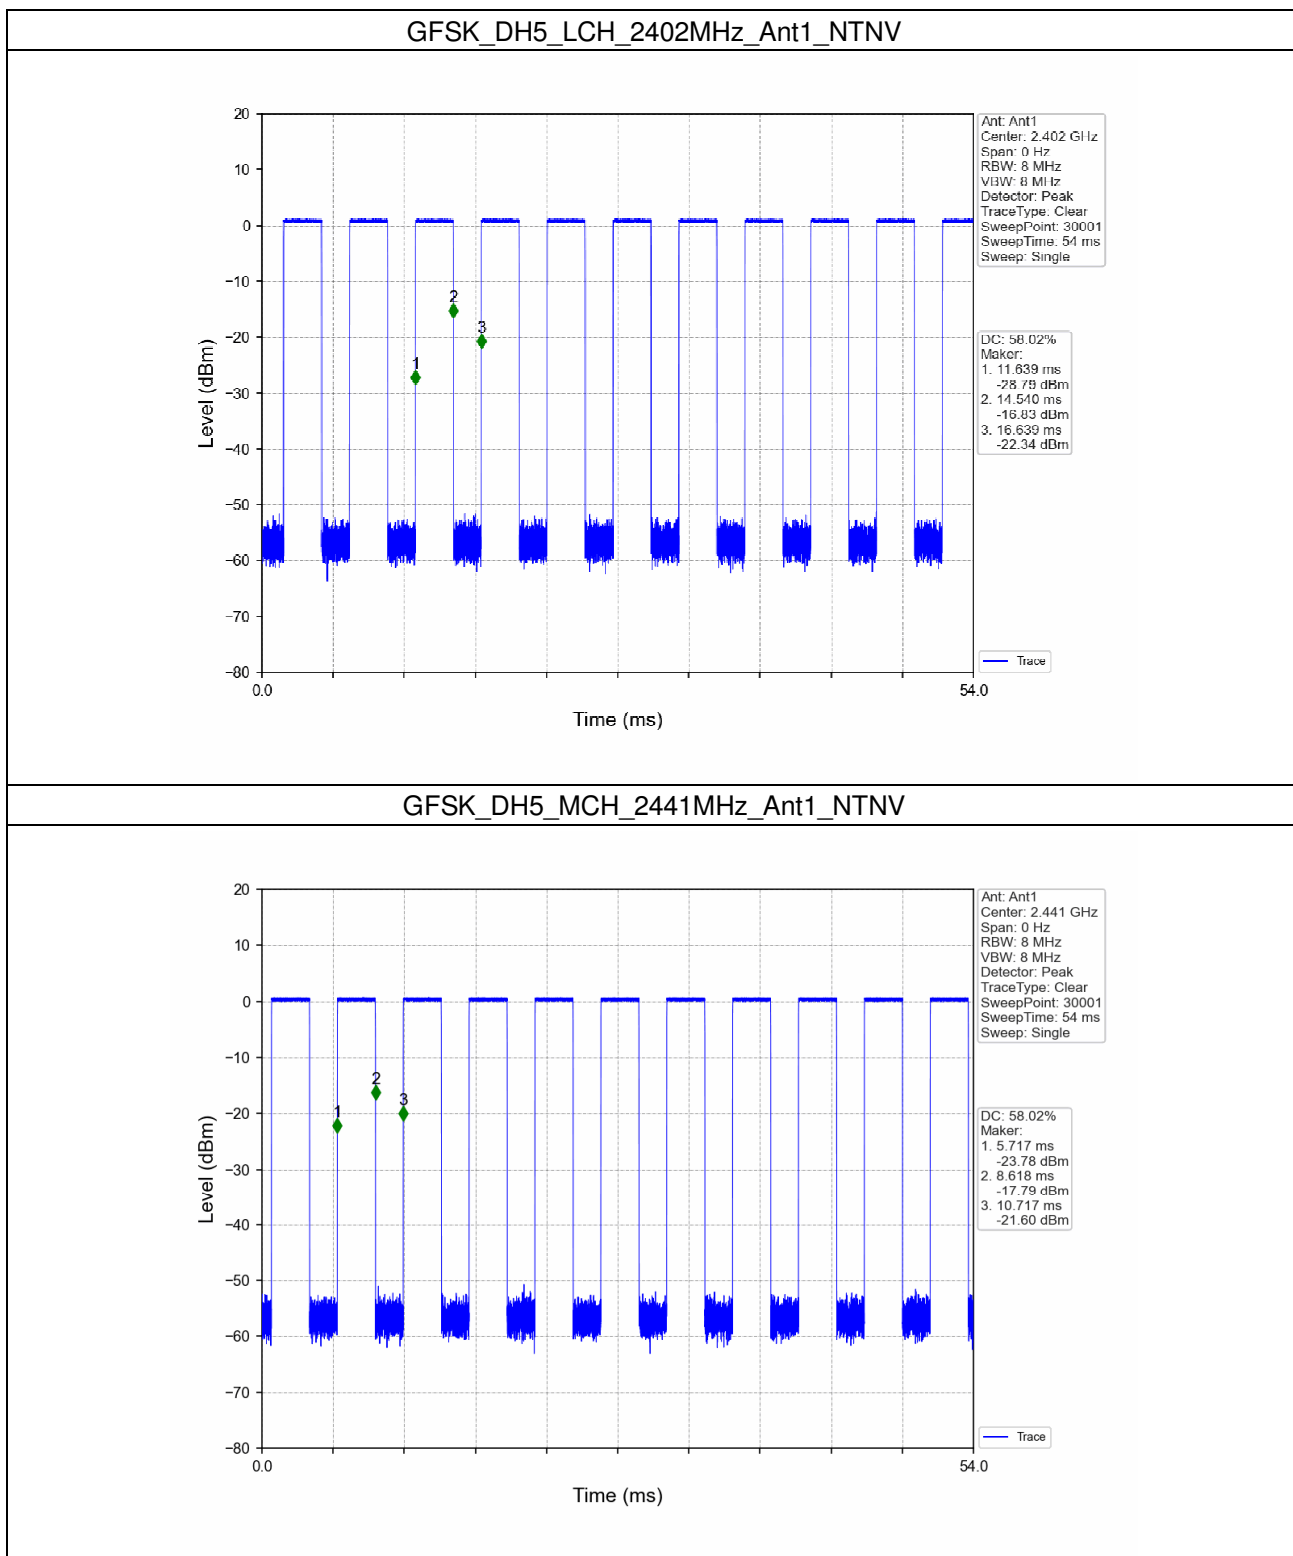 GFSK_DH5_LCH_2402MHz_Ant1_NTNV
20
10
0
−10
−20
−30
−40
−50
−60
−70
−80
Level (dBm)
1
2
3
0.0
54.0
Time (ms)
Ant: Ant1
Center: 2.402 GHz
Span: 0 Hz
RBW: 8 MHz
VBW: 8 MHz
Detector: Peak
TraceType: Clear
SweepPoint: 30001
SweepTime: 54 ms
Sweep: Single
DC: 58.02%
Maker:
1. 11.639 ms
-28.79 dBm
2. 14.540 ms
-16.83 dBm
3. 16.639 ms
-22.34 dBm
Trace
GFSK_DH5_MCH_2441MHz_Ant1_NTNV
20
10
0
−10
−20
−30
−40
−50
−60
−70
−80
Level (dBm)
1
2
3
0.0
54.0
Time (ms)
Ant: Ant1
Center: 2.441 GHz
Span: 0 Hz
RBW: 8 MHz
VBW: 8 MHz
Detector: Peak
TraceType: Clear
SweepPoint: 30001
SweepTime: 54 ms
Sweep: Single
DC: 58.02%
Maker:
1. 5.717 ms
-23.78 dBm
2. 8.618 ms
-17.79 dBm
3. 10.717 ms
-21.60 dBm
Trace